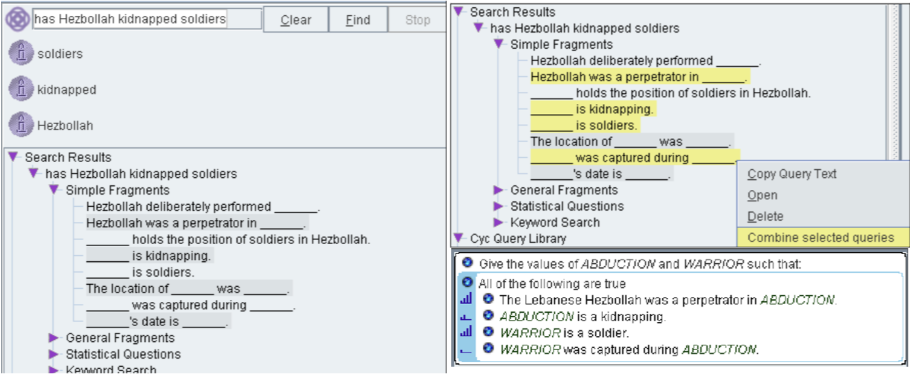 has Hezbollah kidnapped soldiers
Clear
Find
Stop
soldiers
kidnapped
Hezbollah
Search Results
has Hezbollah kidnapped soldiers
Simple Fragments
Hezbollah deliberately performed ______.
Hezbollah was a perpetrator in ______.
______ holds the position of soldiers in Hezbollah.
______ is kidnapping.
______ is soldiers.
The location of ______ was ______.
______ was captured during ______.
______'s date is ______.
General Fragments
Statistical Questions
Keyword Search
Search Results
has Hezbollah kidnapped soldiers
Simple Fragments
Hezbollah deliberately performed ______.
Hezbollah was a perpetrator in ______.
______ holds the position of soldiers in Hezbollah.
______ is kidnapping.
______ is soldiers.
The location of ______ was ______.
______ was captured during ______.
______'s date is ______.
General Fragments
Statistical Questions
Keyword Search
Cyc Query Library
Copy Query Text
Open
Delete
Combine selected queries
Give the values of ABDUCTION and WARRIOR such that:
All of the following are true
The Lebanese Hezbollah was a perpetrator in ABDUCTION.
ABDUCTION is a kidnapping.
WARRIOR is a soldier.
WARRIOR was captured during ABDUCTION.